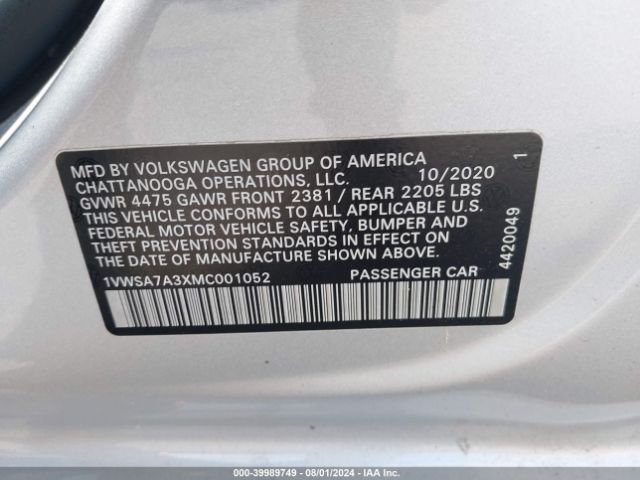 MFD BY VOLKSWAGEN GROUP OF AMERICA
CHATTANOOGA OPERATIONS, LLC. 10/2020 1
GVWR 4475 GAWR FRONT 2381 / REAR 2205 LBS
THIS VEHICLE CONFORMS TO ALL APPLICABLE U.S.
FEDERAL MOTOR VEHICLE SAFETY, BUMPER AND
THEFT PREVENTION STANDARDS IN EFFECT ON
THE DATE OF MANUFACTURE SHOWN ABOVE.
1VWSA7A3XMC001052 PASSENGER CAR
4420049
000-39989749 - 08/01/2024 - IAA Inc.